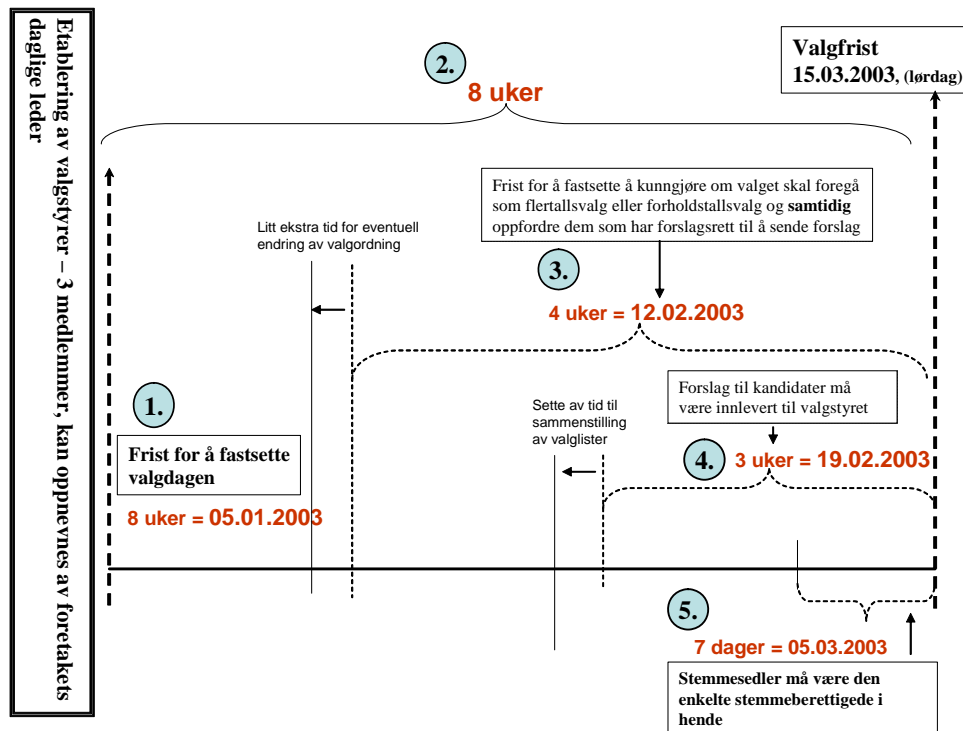 Etablering av valgstyrer – 3 medlemmer, kan oppnevnes av foretakets
daglige leder
2.
8 uker
Valgfrist
15.03.2003, (lørdag)
Frist for å fastsette å kunngjøre om valget skal foregå
som flertallsvalg eller forholdstallsvalg og samtidig
oppfordre dem som har forslagsrett til å sende forslag
Litt ekstra tid for eventuell
endring av valgordning
3.
4 uker = 12.02.2003
1.
Frist for å fastsette
valgdagen
8 uker = 05.01.2003
Sette av tid til
sammenstilling
av valglister
Forslag til kandidater må
være innlevert til valgstyret
4.
3 uker = 19.02.2003
5.
7 dager = 05.03.2003
Stemmesedler må være den
enkelte stemmeberettigede i
hende